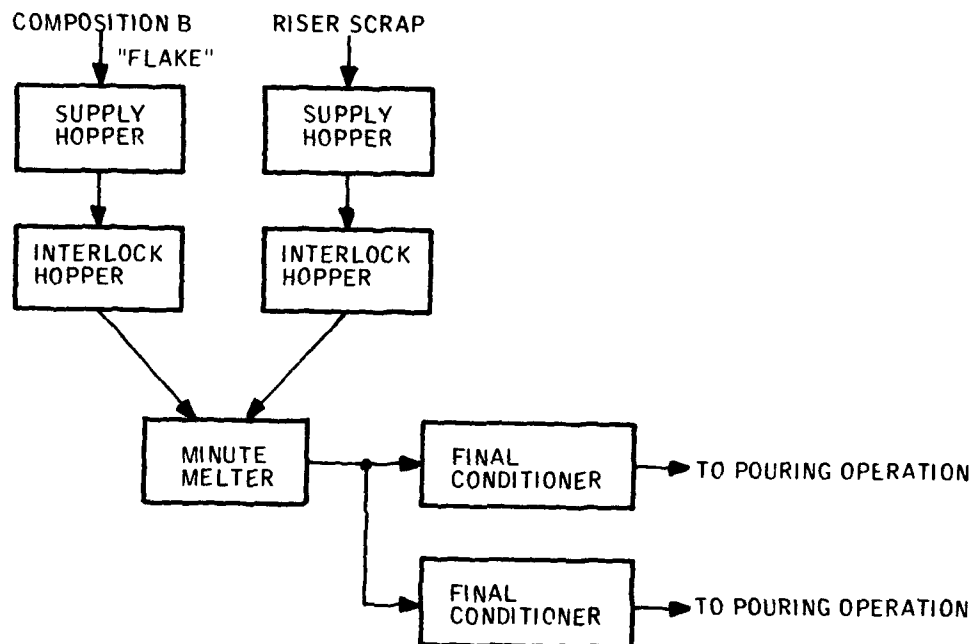 COMPOSITION B
"FLAKE"
RISER SCRAP
SUPPLY
HOPPER
SUPPLY
HOPPER
INTERLOCK
HOPPER
INTERLOCK
HOPPER
MINUTE
MELTER
FINAL
CONDITIONER
TO POURING OPERATION
FINAL
CONDITIONER
TO POURING OPERATION